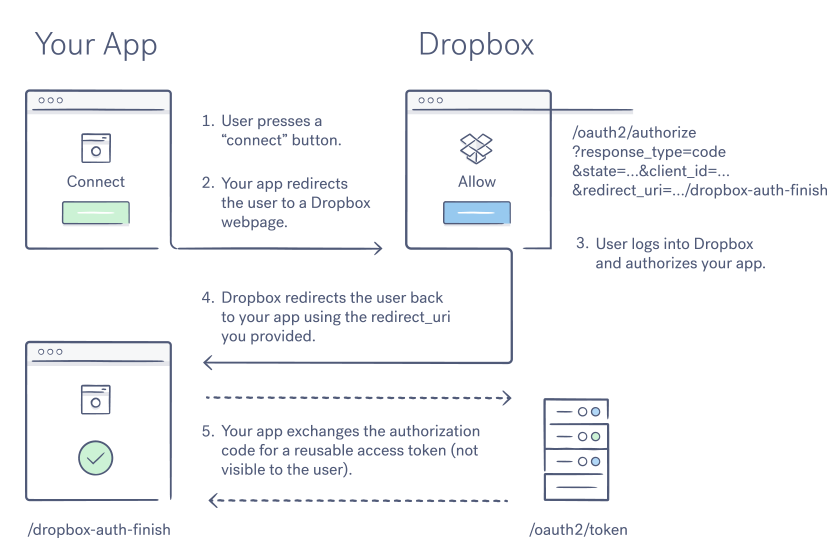 Your App
Dropbox
Connect
1. User presses a
“connect” button.
2. Your app redirects
the user to a Dropbox
webpage.
Allow
/oauth2/authorize
?response_type=code
&state=...&client_id=...
&redirect_uri=.../dropbox-auth-finish
3. User logs into Dropbox
and authorizes your app.
4. Dropbox redirects the user back
to your app using the redirect_uri
you provided.
5. Your app exchanges the authorization
code for a reusable access token (not
visible to the user).
/dropbox-auth-finish
/oauth2/token